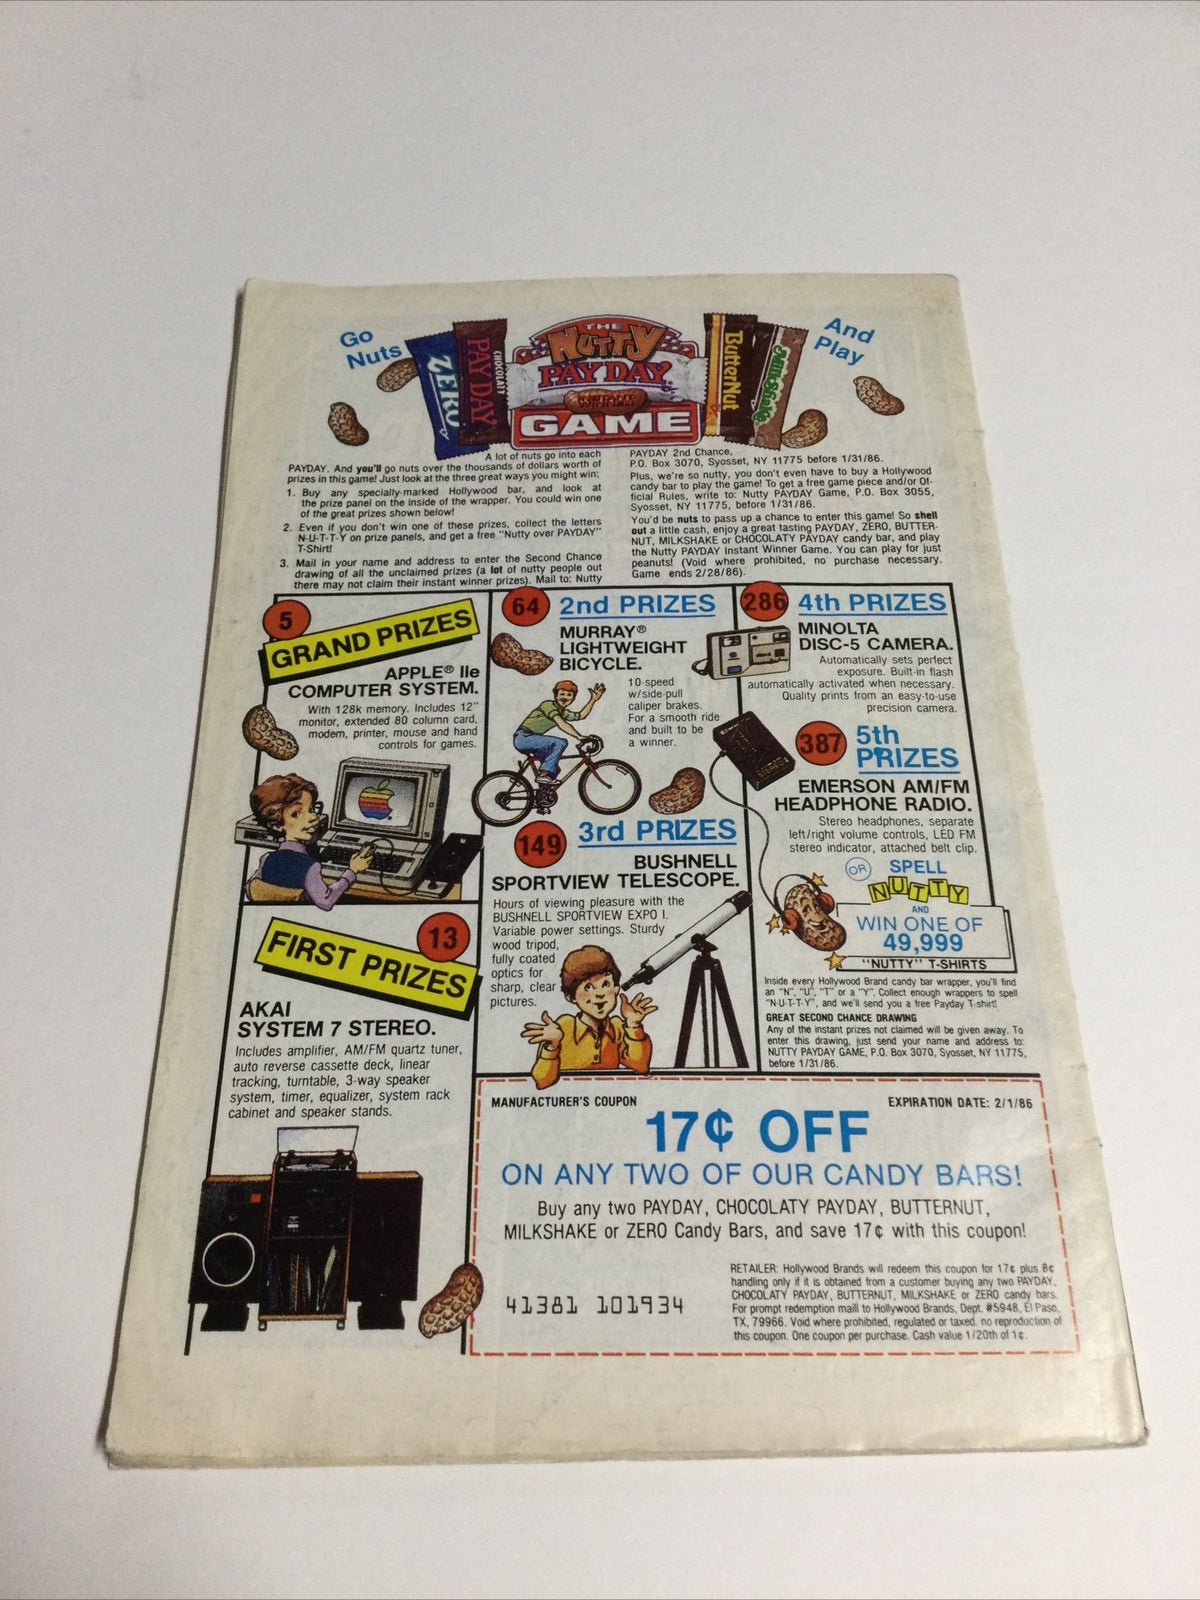 Go
Nuts
ZERO
CHOCOLATY
PAYDAY
THE
NUTTY
PAYDAY
GAME
ButterNut
Milkshake
And
Play
A lot of nuts go into each
PAYDAY. And you'll go nuts over the thousands of dollars worth of
prizes in this game! Just look at the three great ways you might win:
1. Buy any specially-marked Hollywood bar, and look at
the prize panel on the inside of the wrapper. You could win one
of the great prizes shown below!
2. Even if you don't win one of these prizes, collect the letters
N-U-T-T-Y on prize panels, and get a free "Nutty over PAYDAY"
T-Shirt!
3. Mail in your name and address to enter the Second Chance
drawing of all the unclaimed prizes (a lot of nutty people out
there may not claim their instant winner prizes). Mail to: Nutty
PAYDAY 2nd Chance,
P.O. Box 3070, Syosset, NY 11775 before 1/31/86.
Plus, we're so nutty, you don't even have to buy a Hollywood
candy bar to play the game! To get a free game piece and/or Of-
ficial Rules, write to: Nutty PAYDAY Game, P.O. Box 3055,
Syosset, NY 11775, before 1/31/86.
You'd be nuts to pass up a chance to enter this game! So shell
out a little cash, enjoy a great tasting PAYDAY, ZERO, BUTTER-
NUT, MILKSHAKE or CHOCOLATY PAYDAY candy bar, and play
the Nutty PAYDAY Instant Winner Game. You can play for just
peanuts! (Void where prohibited, no purchase necessary.
Game ends 2/28/86).
5
GRAND PRIZES
APPLE® IIe
COMPUTER SYSTEM.
With 128k memory. Includes 12"
monitor, extended 80 column card,
modem, printer, mouse and hand
controls for games.
13
FIRST PRIZES
AKAI
SYSTEM 7 STEREO.
Includes amplifier, AM/FM quartz tuner,
auto reverse cassette deck, linear
tracking, turntable, 3-way speaker
system, timer, equalizer, system rack
cabinet and speaker stands.
64
2nd PRIZES
MURRAY®
LIGHTWEIGHT
BICYCLE.
10-speed
w/side-pull
caliper brakes.
For a smooth ride
and built to be
a winner.
149
3rd PRIZES
BUSHNELL
SPORTVIEW TELESCOPE.
Hours of viewing pleasure with the
BUSHNELL SPORTVIEW EXPO I.
Variable power settings. Sturdy
wood tripod,
fully coated
optics for
sharp, clear
pictures.
286
4th PRIZES
MINOLTA
DISC-5 CAMERA.
Automatically sets perfect
exposure. Built-in flash
automatically activated when necessary.
Quality prints from an easy-to-use
precision camera.
STEREO
387
5th
PRIZES
EMERSON AM/FM
HEADPHONE RADIO.
Stereo headphones, separate
left/right volume controls, LED FM
stereo indicator, attached belt clip.
OR
SPELL
NUTTY
AND
WIN ONE OF
49,999
"NUTTY" T-SHIRTS
Inside every Hollywood Brand candy bar wrapper, you'll find
an "N", "U", "T" or a "Y". Collect enough wrappers to spell
"N-U-T-T-Y", and we'll send you a free Payday T-shirt!
GREAT SECOND CHANCE DRAWING
Any of the instant prizes not claimed will be given away. To
enter this drawing, just send your name and address to:
NUTTY PAYDAY GAME, P.O. Box 3070, Syosset, NY 11775,
before 1/31/86.
MANUFACTURER'S COUPON
EXPIRATION DATE: 2/1/86
17¢ OFF
ON ANY TWO OF OUR CANDY BARS!
Buy any two PAYDAY, CHOCOLATY PAYDAY, BUTTERNUT,
MILKSHAKE or ZERO Candy Bars, and save 17¢ with this coupon!
41381 101934
RETAILER: Hollywood Brands will redeem this coupon for 17¢ plus 8¢
handling only if it is obtained from a customer buying any two PAYDAY,
CHOCOLATY PAYDAY, BUTTERNUT, MILKSHAKE or ZERO candy bars.
For prompt redemption maill to Hollywood Brands, Dept. #5948, El Paso,
TX, 79966. Void where prohibited, regulated or taxed. no reproduction of
this coupon. One coupon per purchase. Cash value 1/20th of 1¢.